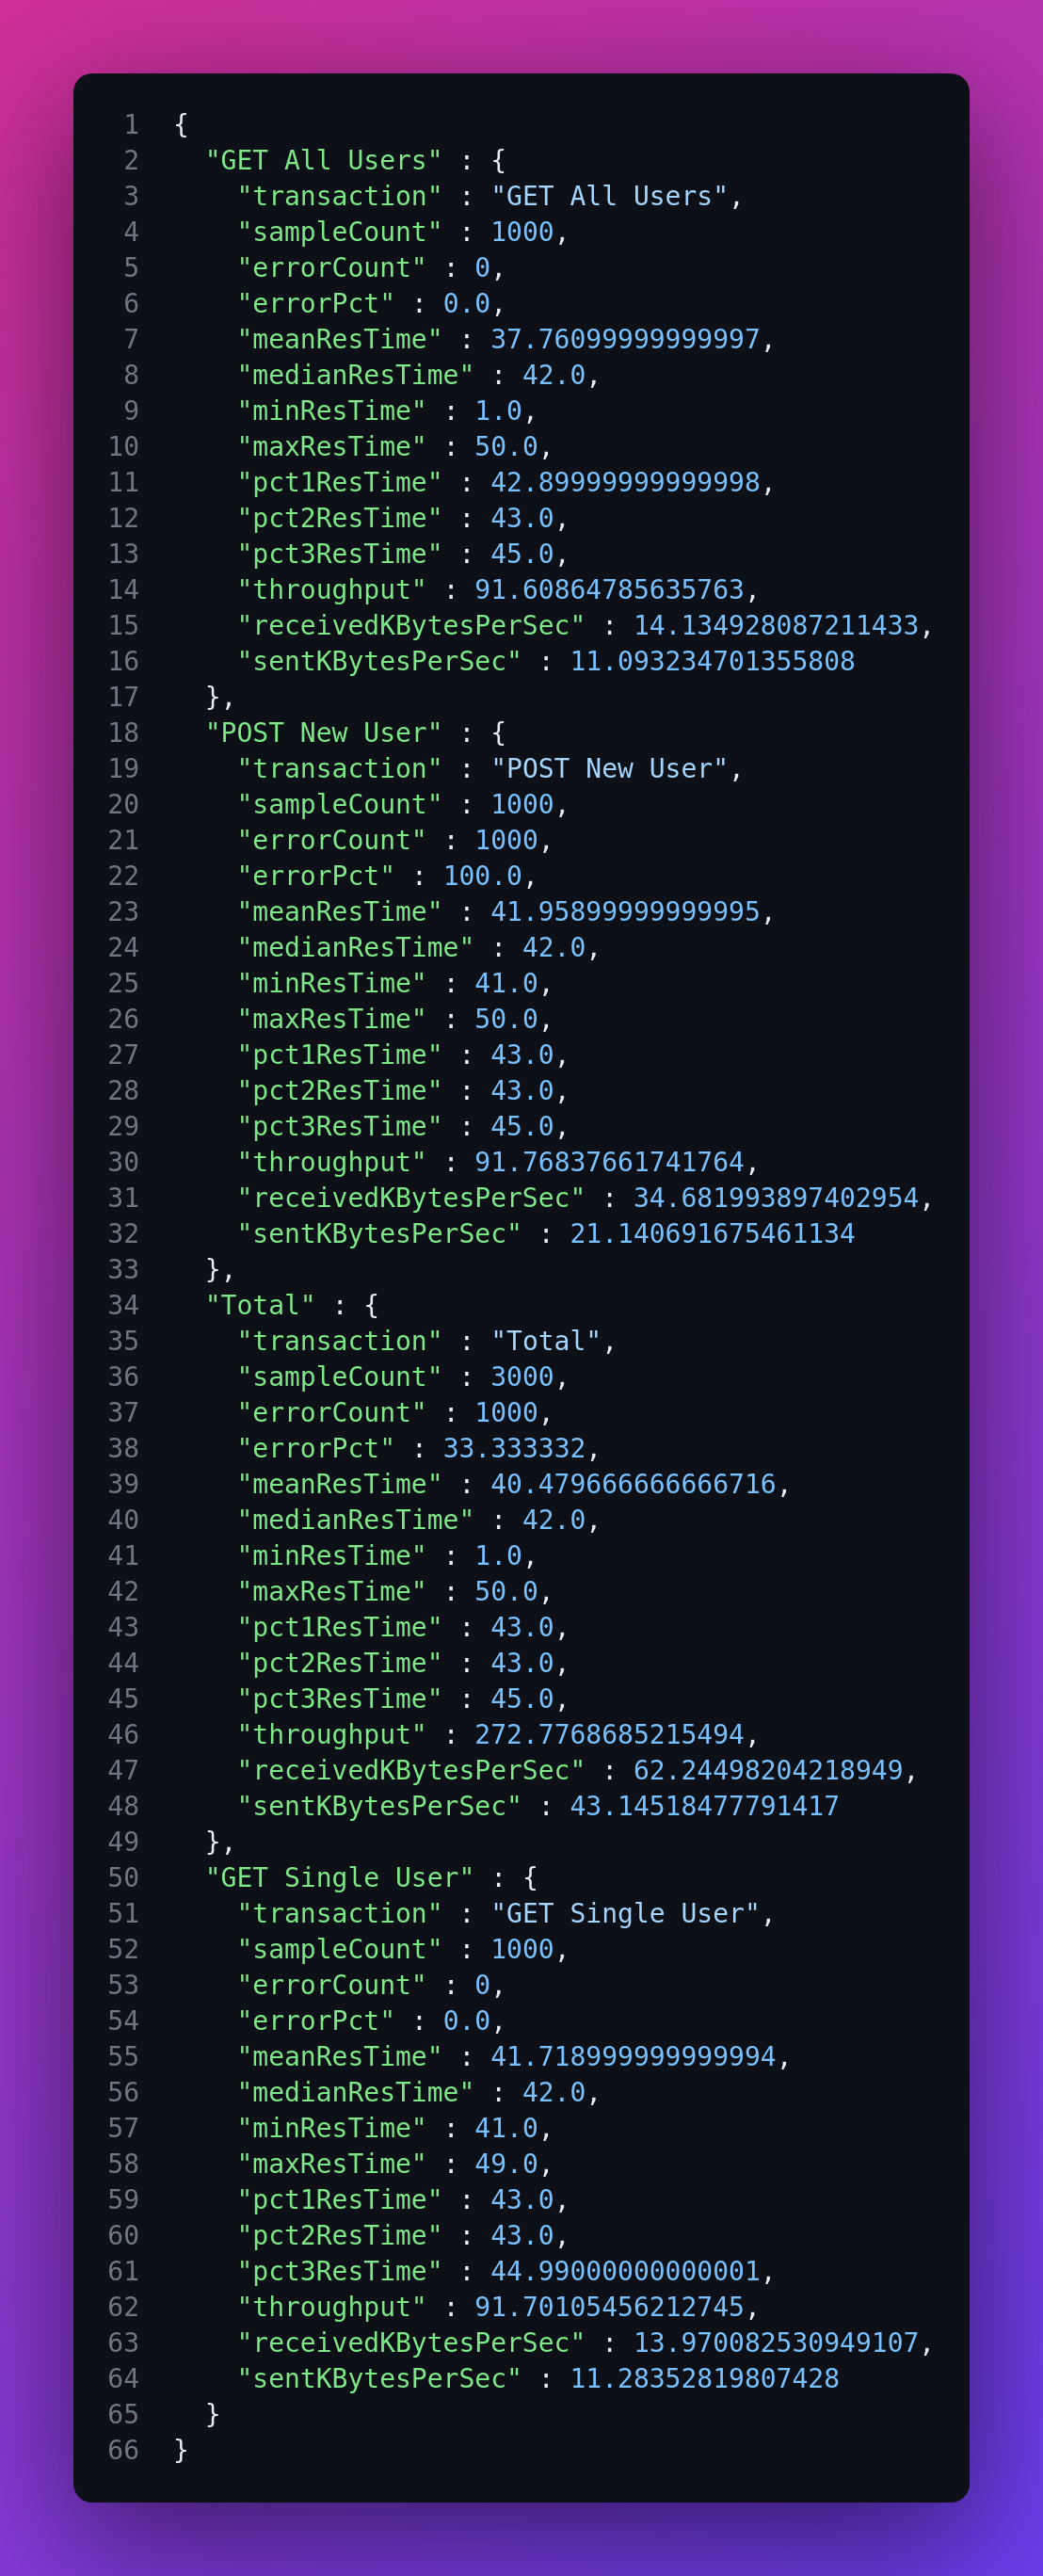 1 {
2   "GET All Users" : {
3     "transaction" : "GET All Users",
4     "sampleCount" : 1000,
5     "errorCount" : 0,
6     "errorPct" : 0.0,
7     "meanResTime" : 37.76099999999997,
8     "medianResTime" : 42.0,
9     "minResTime" : 1.0,
10     "maxResTime" : 50.0,
11     "pct1ResTime" : 42.89999999999998,
12     "pct2ResTime" : 43.0,
13     "pct3ResTime" : 45.0,
14     "throughput" : 91.60864785635763,
15     "receivedKBytesPerSec" : 14.134928087211433,
16     "sentKBytesPerSec" : 11.093234701355808
17   },
18   "POST New User" : {
19     "transaction" : "POST New User",
20     "sampleCount" : 1000,
21     "errorCount" : 1000,
22     "errorPct" : 100.0,
23     "meanResTime" : 41.95899999999995,
24     "medianResTime" : 42.0,
25     "minResTime" : 41.0,
26     "maxResTime" : 50.0,
27     "pct1ResTime" : 43.0,
28     "pct2ResTime" : 43.0,
29     "pct3ResTime" : 45.0,
30     "throughput" : 91.76837661741764,
31     "receivedKBytesPerSec" : 34.681993897402954,
32     "sentKBytesPerSec" : 21.140691675461134
33   },
34   "Total" : {
35     "transaction" : "Total",
36     "sampleCount" : 3000,
37     "errorCount" : 1000,
38     "errorPct" : 33.333332,
39     "meanResTime" : 40.479666666666716,
40     "medianResTime" : 42.0,
41     "minResTime" : 1.0,
42     "maxResTime" : 50.0,
43     "pct1ResTime" : 43.0,
44     "pct2ResTime" : 43.0,
45     "pct3ResTime" : 45.0,
46     "throughput" : 272.7768685215494,
47     "receivedKBytesPerSec" : 62.24498204218949,
48     "sentKBytesPerSec" : 43.14518477791417
49   },
50   "GET Single User" : {
51     "transaction" : "GET Single User",
52     "sampleCount" : 1000,
53     "errorCount" : 0,
54     "errorPct" : 0.0,
55     "meanResTime" : 41.718999999999994,
56     "medianResTime" : 42.0,
57     "minResTime" : 41.0,
58     "maxResTime" : 49.0,
59     "pct1ResTime" : 43.0,
60     "pct2ResTime" : 43.0,
61     "pct3ResTime" : 44.99000000000001,
62     "throughput" : 91.70105456212745,
63     "receivedKBytesPerSec" : 13.970082530949107,
64     "sentKBytesPerSec" : 11.28352819807428
65   }
66 }